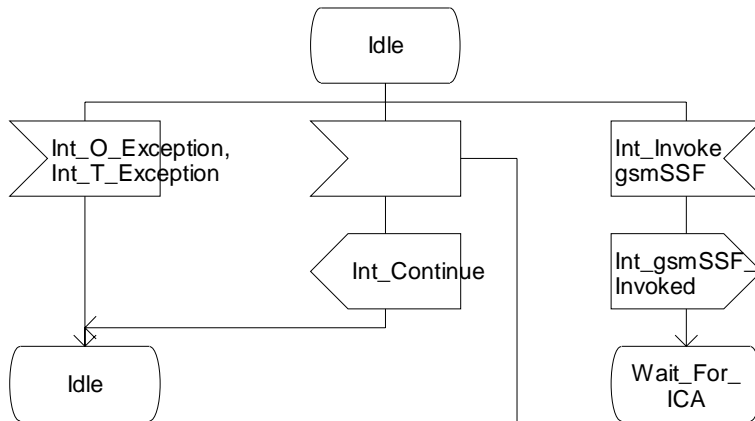 Idle
Int_O_Exception,
Int_T_Exception
Int_Invoke
gsmSSF
Int_Continue
Int_gsmSSF_
Invoked
Idle
Wait_For_
ICA